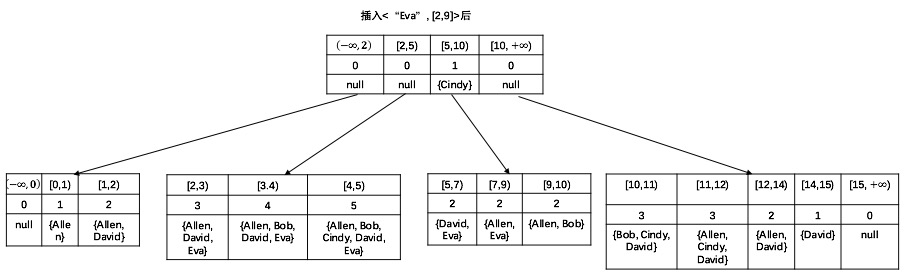 插入<“Eva”, [2,9]>后
(−∞, 2) [2,5) [5,10) [10, +∞)
0 0 1 0
null null {Cindy} null
(−∞, 0) [0,1) [1,2)
0 1 2
null {Alle {Allen,
n} David}
[2,3) [3.4) [4,5)
3 4 5
{Allen, {Allen, Bob {Allen, Bob,
David, David, Eva} Cindy, David,
Eva} Eva}
[5,7) [7,9) [9,10)
2 2 2
{David, {Allen, {Allen, Bob}
Eva} Eva}
[10,11) [11,12) [12,14) [14,15) [15, +∞)
3 3 2 1 0
{Bob, Cindy, {Allen, {Allen, {David} null
David} Cindy, David}
David}